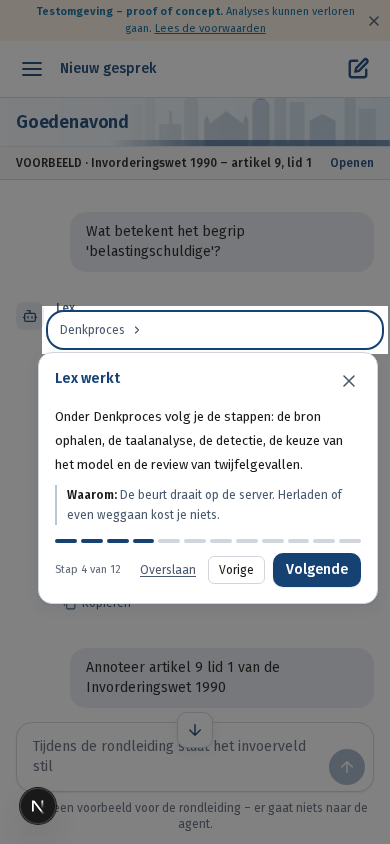 Testomgeving – proof of concept. Analyses kunnen verloren
gaan. Lees de voorwaarden
Nieuw gesprek
Goedenavond
VOORBEELD · Invorderingswet 1990 – artikel 9, lid 1 Openen
Wat betekent het begrip
'belastingschuldige'?
Lex
Denkproces
Lex werkt
Onder Denkproces volg je de stappen: de bron
ophalen, de taalanalyse, de detectie, de keuze van
het model en de review van twijfelgevallen.
Waarom: De beurt draait op de server. Herladen of
even weggaan kost je niets.
Stap 4 van 12 Overslaan Vorige Volgende
Kopiëren
Annoteer artikel 9 lid 1 van de
Invorderingswet 1990
Tijdens de rondleiding staat het invoerveld
stil
een voorbeeld voor de rondleiding – er gaat niets naar de
agent.
N